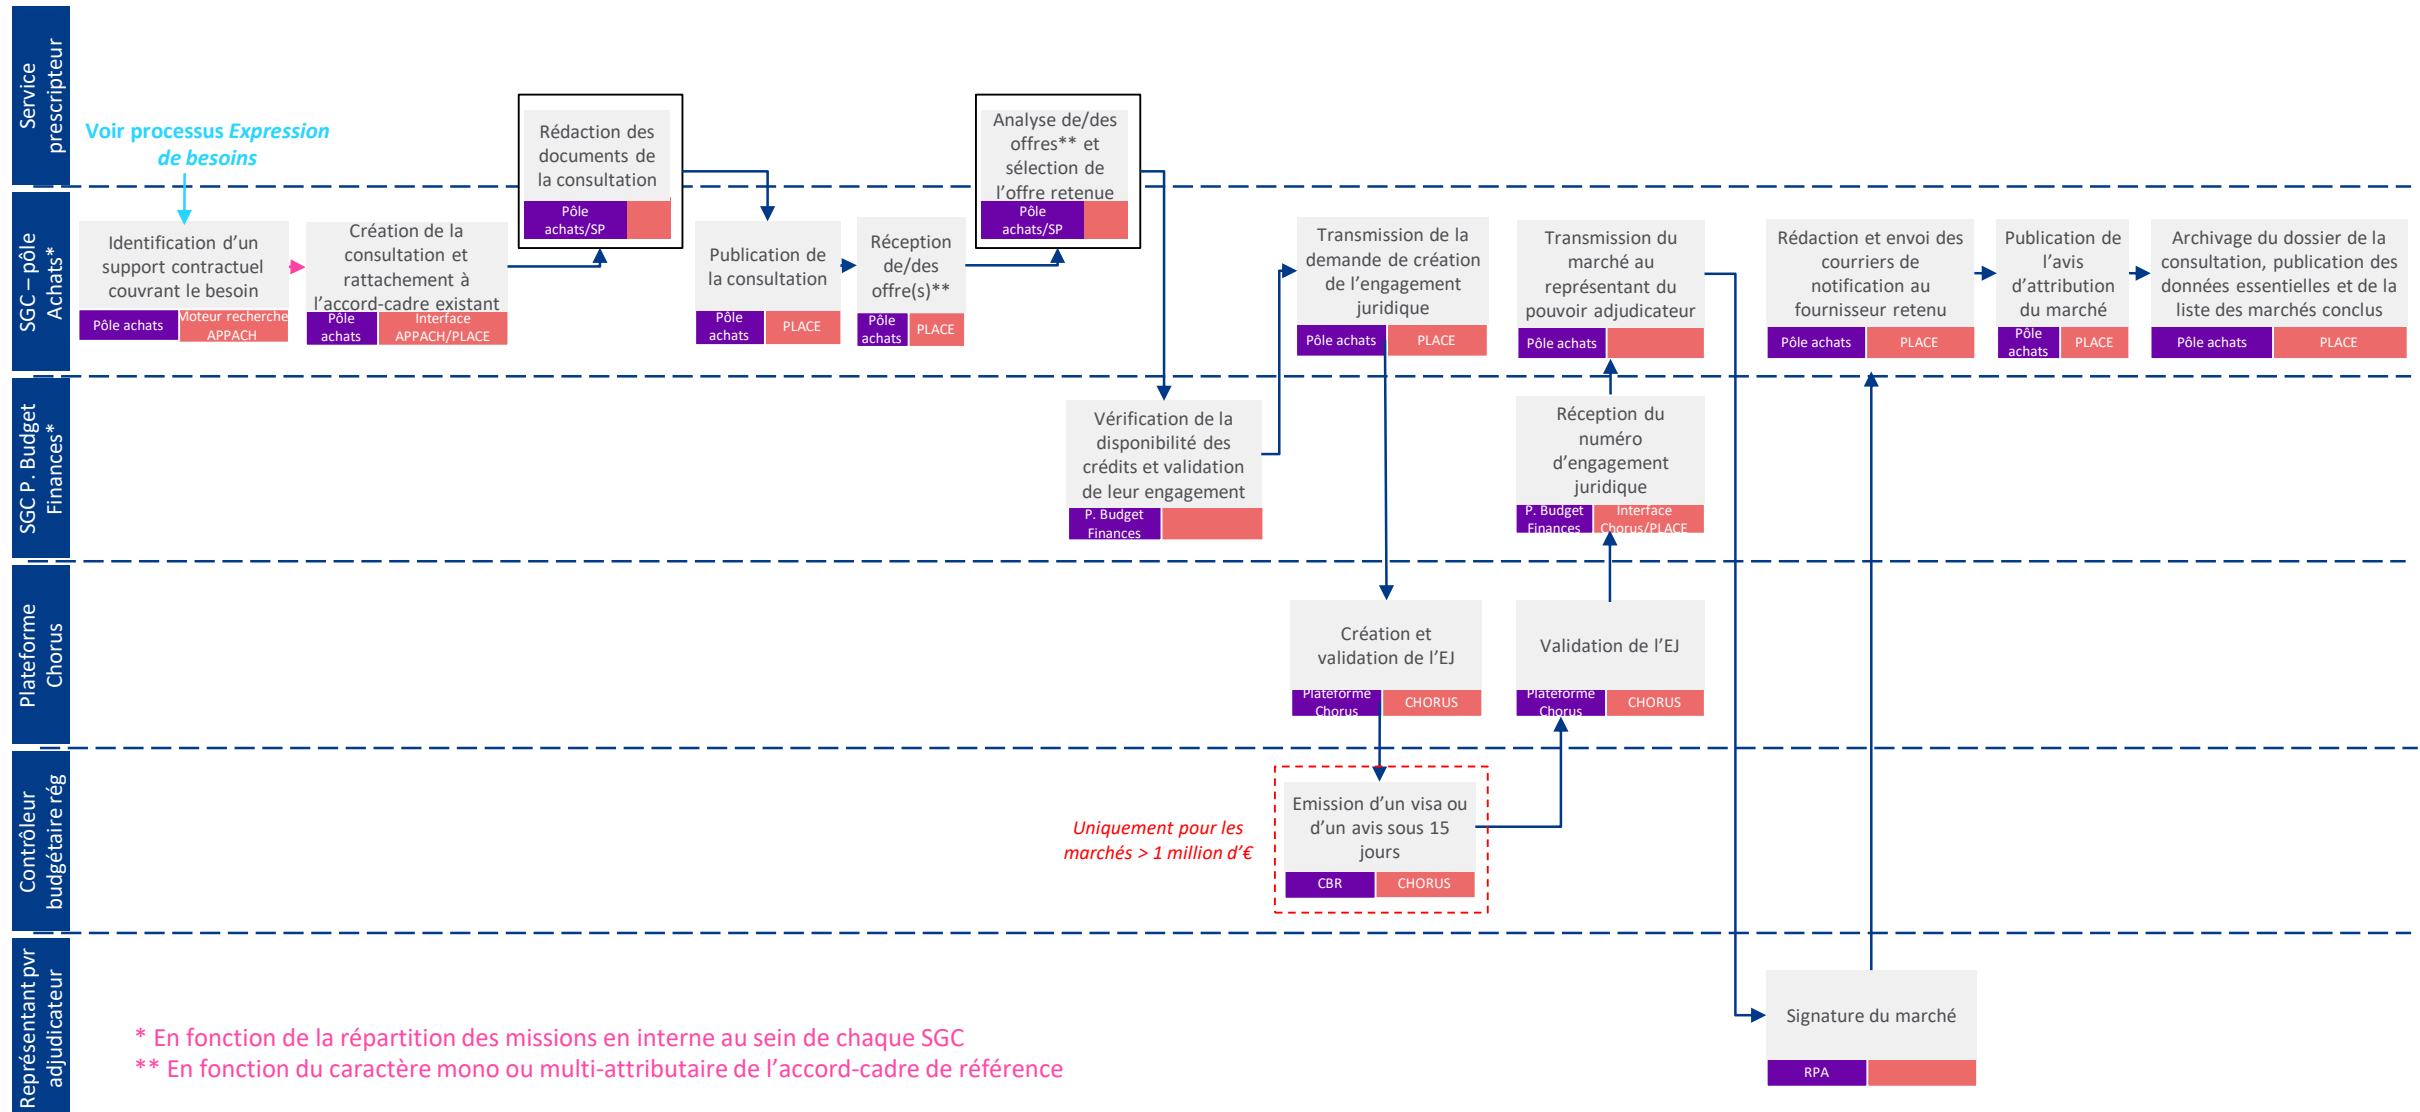 Service
prescripteur
Voir processus Expression
de besoins
Rédaction des
documents de
la consultation
Pôle
achats/SP
Analyse de/des
offres** et
sélection de
l’offre retenue
Pôle
achats/SP
SGC – pôle
Achats*
Identification d’un
support contractuel
couvrant le besoin
Pôle achats
Moteur recherche
APPACH
Création de la
consultation et
rattachement à
l’accord-cadre existant
Pôle
achats
Interface
APPACH/PLACE
Publication de
la consultation
Pôle
achats
PLACE
Réception
de/des
offre(s)**
Pôle
achats
PLACE
Transmission de la
demande de création
de l’engagement
juridique
Pôle achats
PLACE
Transmission du
marché au
représentant du
pouvoir adjudicateur
Pôle achats
Rédaction et envoi des
courriers de
notification au
fournisseur retenu
Pôle achats
PLACE
Publication de
l’avis
d’attribution
du marché
Pôle
achats
PLACE
Archivage du dossier de la
consultation, publication des
données essentielles et de la
liste des marchés conclus
Pôle achats
PLACE
SGC P. Budget
Finances*
Vérification de la
disponibilité des
crédits et validation
de leur engagement
P. Budget
Finances
Réception du
numéro
d’engagement
juridique
P. Budget
Finances
Interface
Chorus/PLACE
Plateforme
Chorus
Création et
validation de l’EJ
Plateforme
Chorus
CHORUS
Validation de l’EJ
Plateforme
Chorus
CHORUS
Contrôleur
budgétaire rég
Uniquement pour les
marchés > 1 million d’€
Emission d’un visa ou
d’un avis sous 15
jours
CBR
CHORUS
Représentant pvr
adjudicateur
Signature du marché
RPA
* En fonction de la répartition des missions en interne au sein de chaque SGC
** En fonction du caractère mono ou multi-attributaire de l’accord-cadre de référence